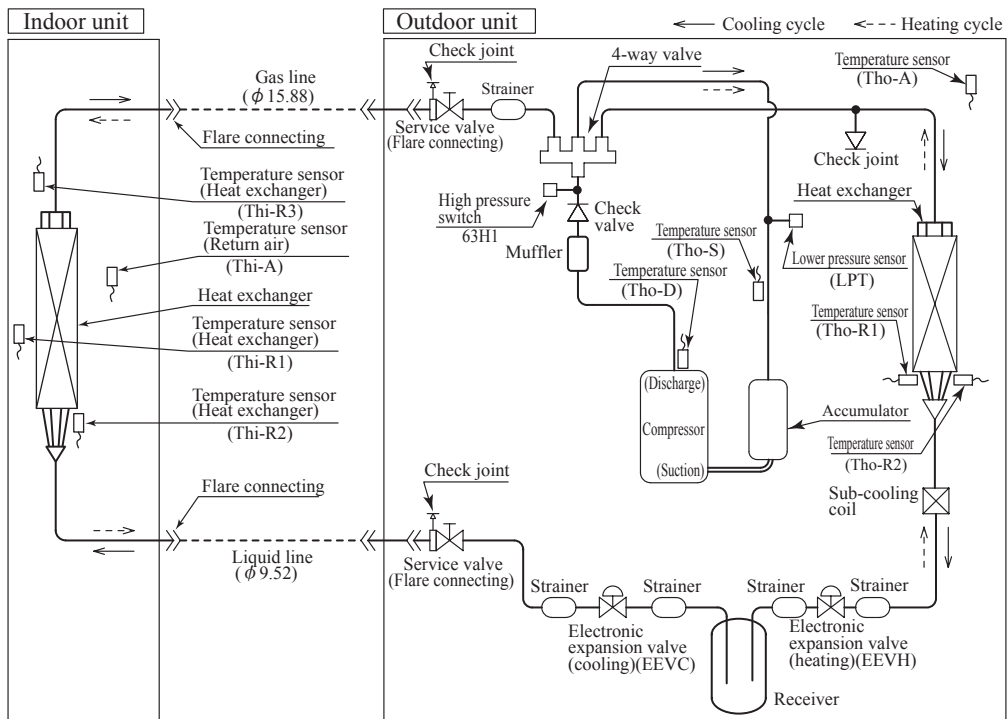 Indoor unit
Outdoor unit
Cooling cycle
Heating cycle
Check joint
4-way valve
Temperature sensor
(Tho-A)
Gas line
(ϕ 15.88)
Strainer
Service valve
(Flare connecting)
Flare connecting
Check joint
Temperature sensor
(Heat exchanger)
(Thi-R3)
High pressure
switch
63H1
Check
valve
Heat exchanger
Temperature sensor
(Return air)
(Thi-A)
Muffler
Temperature sensor
(Tho-S)
Lower pressure sensor
(LPT)
Temperature sensor
(Tho-D)
Heat exchanger
Temperature sensor
(Heat exchanger)
(Thi-R1)
Temperature sensor
(Tho-R1)
(Discharge)
Compressor
(Suction)
Accumulator
Temperature sensor
(Heat exchanger)
(Thi-R2)
Temperature sensor
(Tho-R2)
Flare connecting
Check joint
Sub-cooling
coil
Liquid line
(ϕ 9.52)
Service valve
(Flare connecting)
Strainer
Strainer
Strainer
Strainer
Electronic
expansion valve
(cooling)(EEVC)
Electronic
expansion valve
(heating)(EEVH)
Receiver